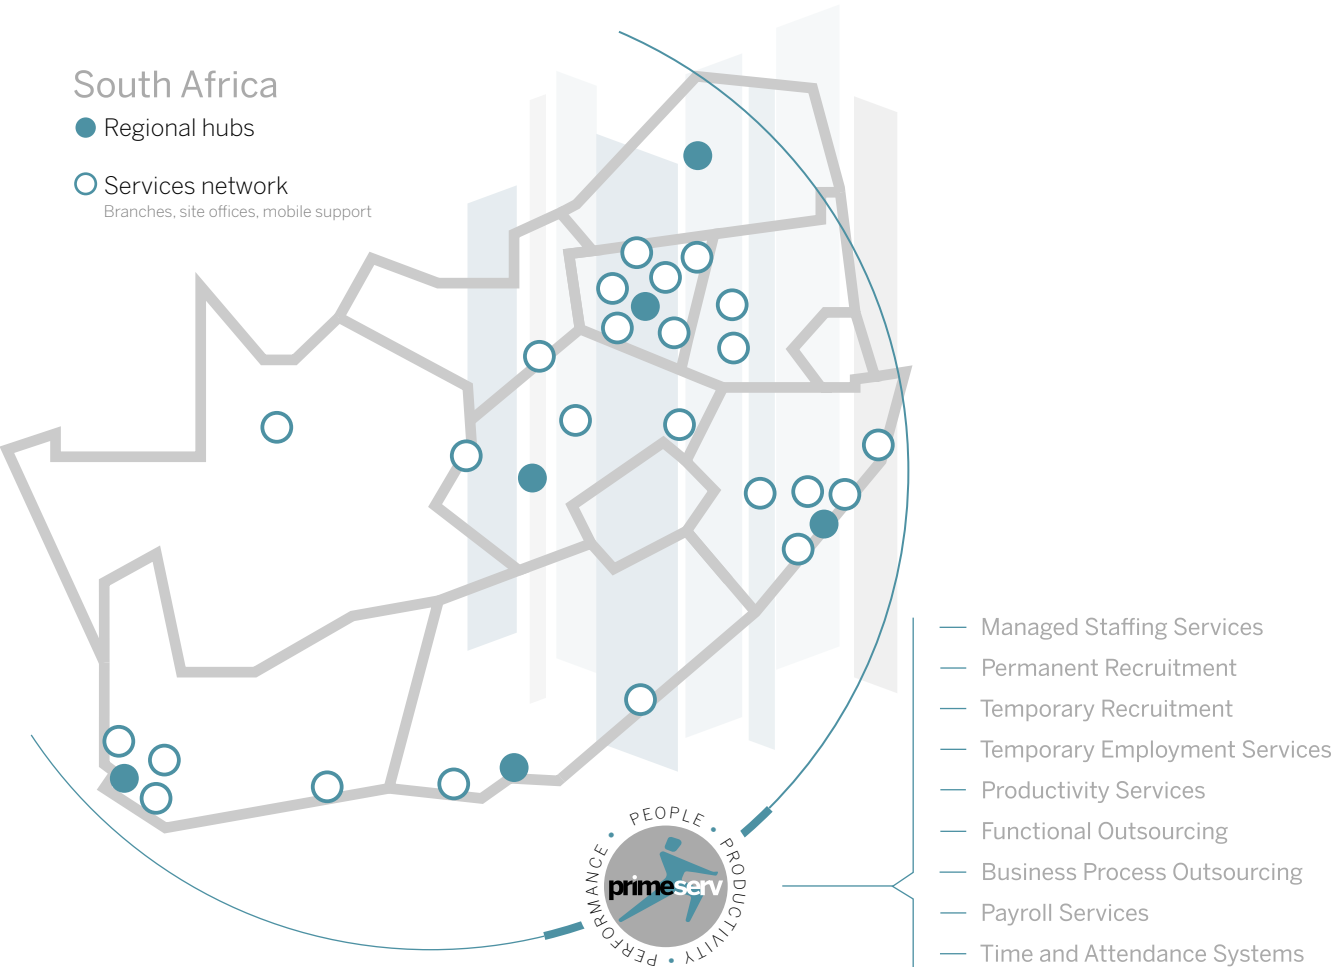 South Africa
Regional hubs
Services network
Branches, site offices, mobile support
Managed Staffing Services
Permanent Recruitment
Temporary Recruitment
Temporary Employment Services
Productivity Services
Functional Outsourcing
Business Process Outsourcing
Payroll Services
Time and Attendance Systems
PEOPLE • PRODUCTIVITY • PERFORMANCE •
primeserv